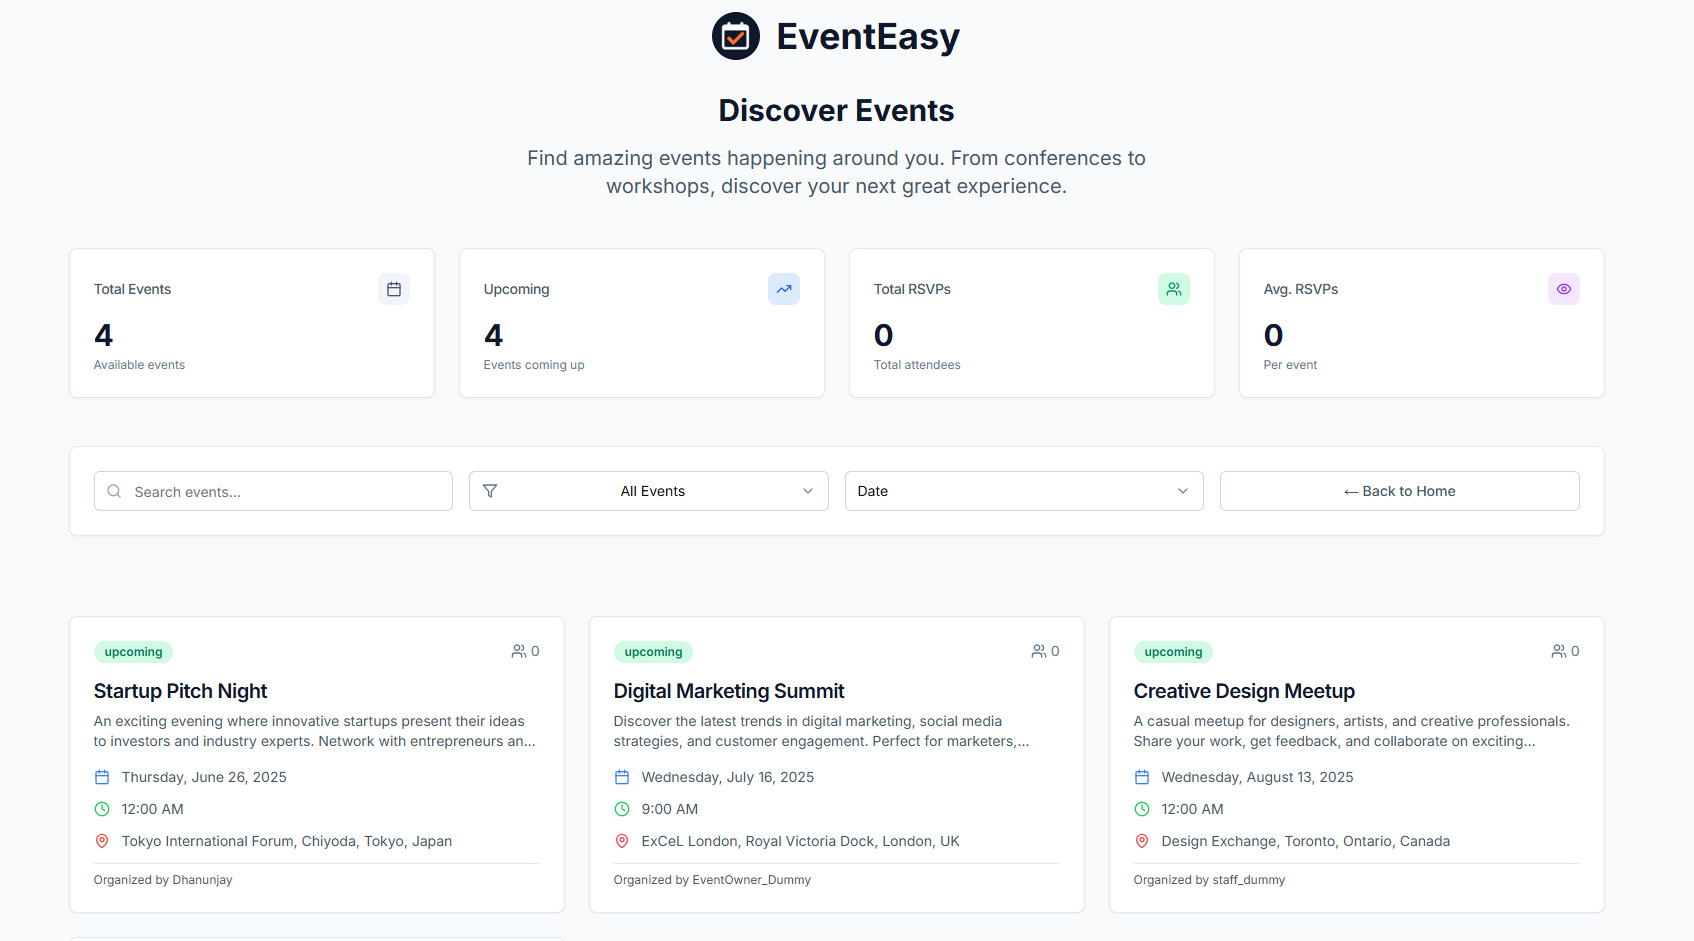 EventEasy
Discover Events
Find amazing events happening around you. From conferences to
workshops, discover your next great experience.
Total Events
4
Available events
Upcoming
4
Events coming up
Total RSVPs
0
Total attendees
Avg. RSVPs
0
Per event
Search events...
All Events
Date
← Back to Home
upcoming
0
Startup Pitch Night
An exciting evening where innovative startups present their ideas
to investors and industry experts. Network with entrepreneurs an...
Thursday, June 26, 2025
12:00 AM
Tokyo International Forum, Chiyoda, Tokyo, Japan
Organized by Dhanunjay
upcoming
0
Digital Marketing Summit
Discover the latest trends in digital marketing, social media
strategies, and customer engagement. Perfect for marketers,...
Wednesday, July 16, 2025
9:00 AM
ExCeL London, Royal Victoria Dock, London, UK
Organized by EventOwner_Dummy
upcoming
0
Creative Design Meetup
A casual meetup for designers, artists, and creative professionals.
Share your work, get feedback, and collaborate on exciting...
Wednesday, August 13, 2025
12:00 AM
Design Exchange, Toronto, Ontario, Canada
Organized by staff_dummy